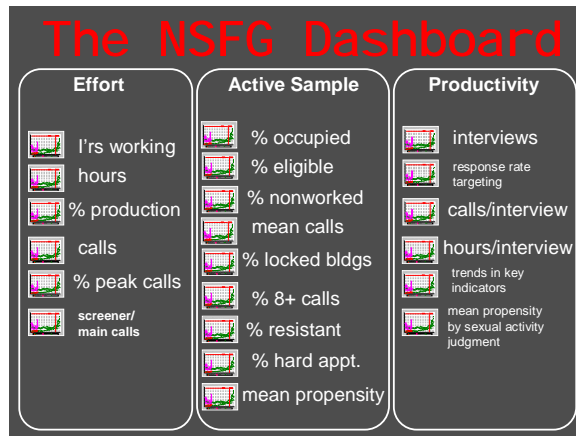 The NSFG Dashboard
Effort
I'rs working
hours
% production
calls
% peak calls
screener/
main calls
Active Sample
% occupied
% eligible
% nonworked
mean calls
% locked bldgs
% 8+ calls
% resistant
% hard appt.
mean propensity
Productivity
interviews
response rate
targeting
calls/interview
hours/interview
trends in key
indicators
mean propensity
by sexual activity
judgment